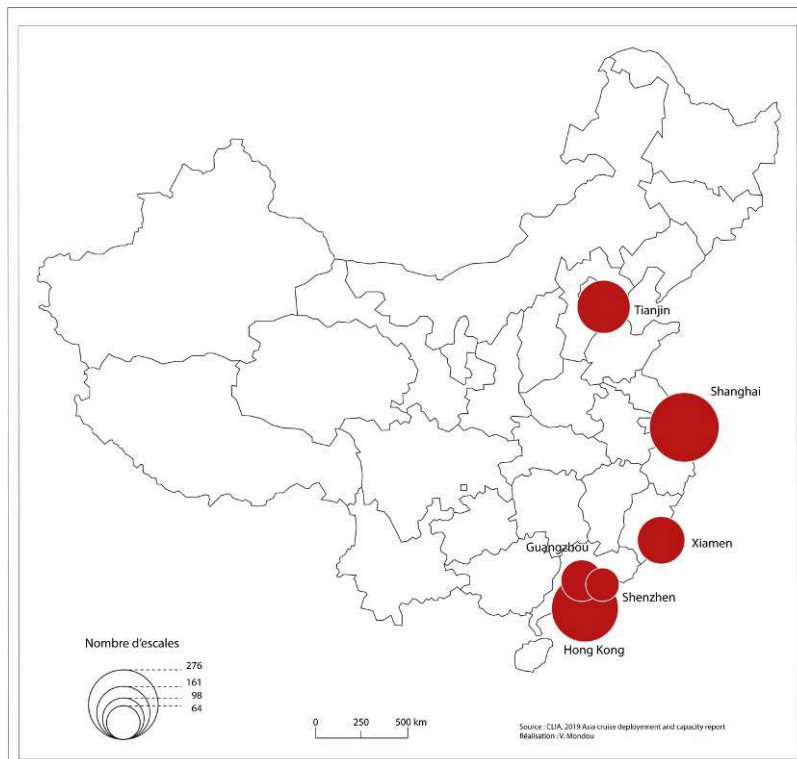 Tianjin
Shanghai
Xiamen
Guangzhou
Shenzhen
Hong Kong
Nombre d'escales
276
161
98
64
0 250 500 km
Source : CLIA, 2019 Asia cruise deployement and capacity report
Réalisation : V. Mondou